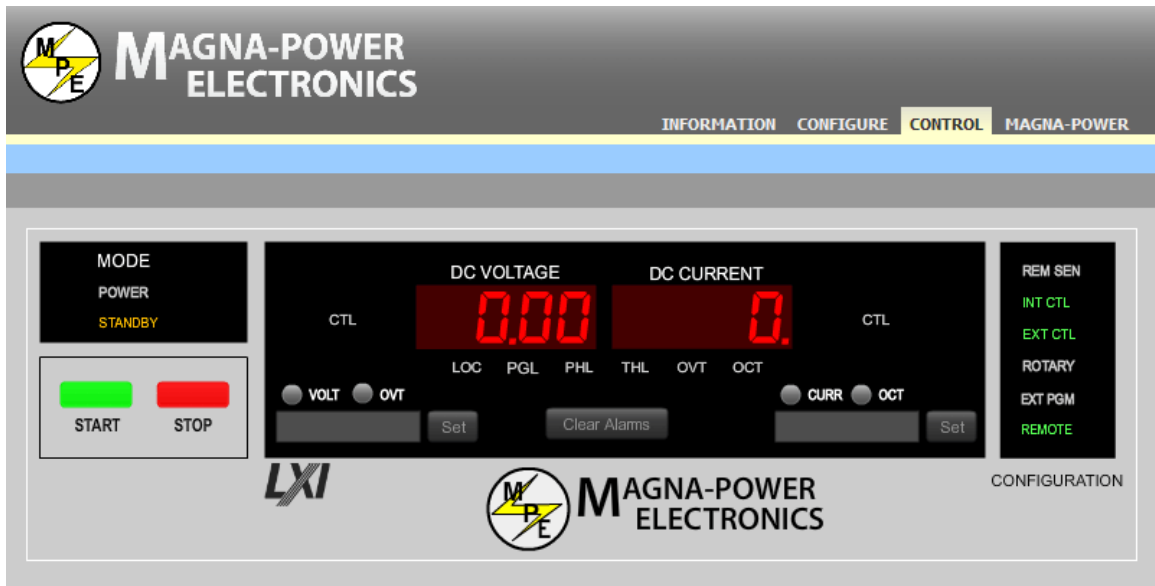 MPE MAGNA-POWER
ELECTRONICS
INFORMATION CONFIGURE CONTROL MAGNA-POWER
MODE
POWER
STANDBY
START STOP
DC VOLTAGE DC CURRENT
CTL 0.00 0. CTL
LOC PGL PHL THL OVT OCT
VOLT OVT CURR OCT
Set Clear Alarms Set
REM SEN
INT CTL
EXT CTL
ROTARY
EXT PGM
REMOTE
CONFIGURATION
LXI
MPE MAGNA-POWER
ELECTRONICS